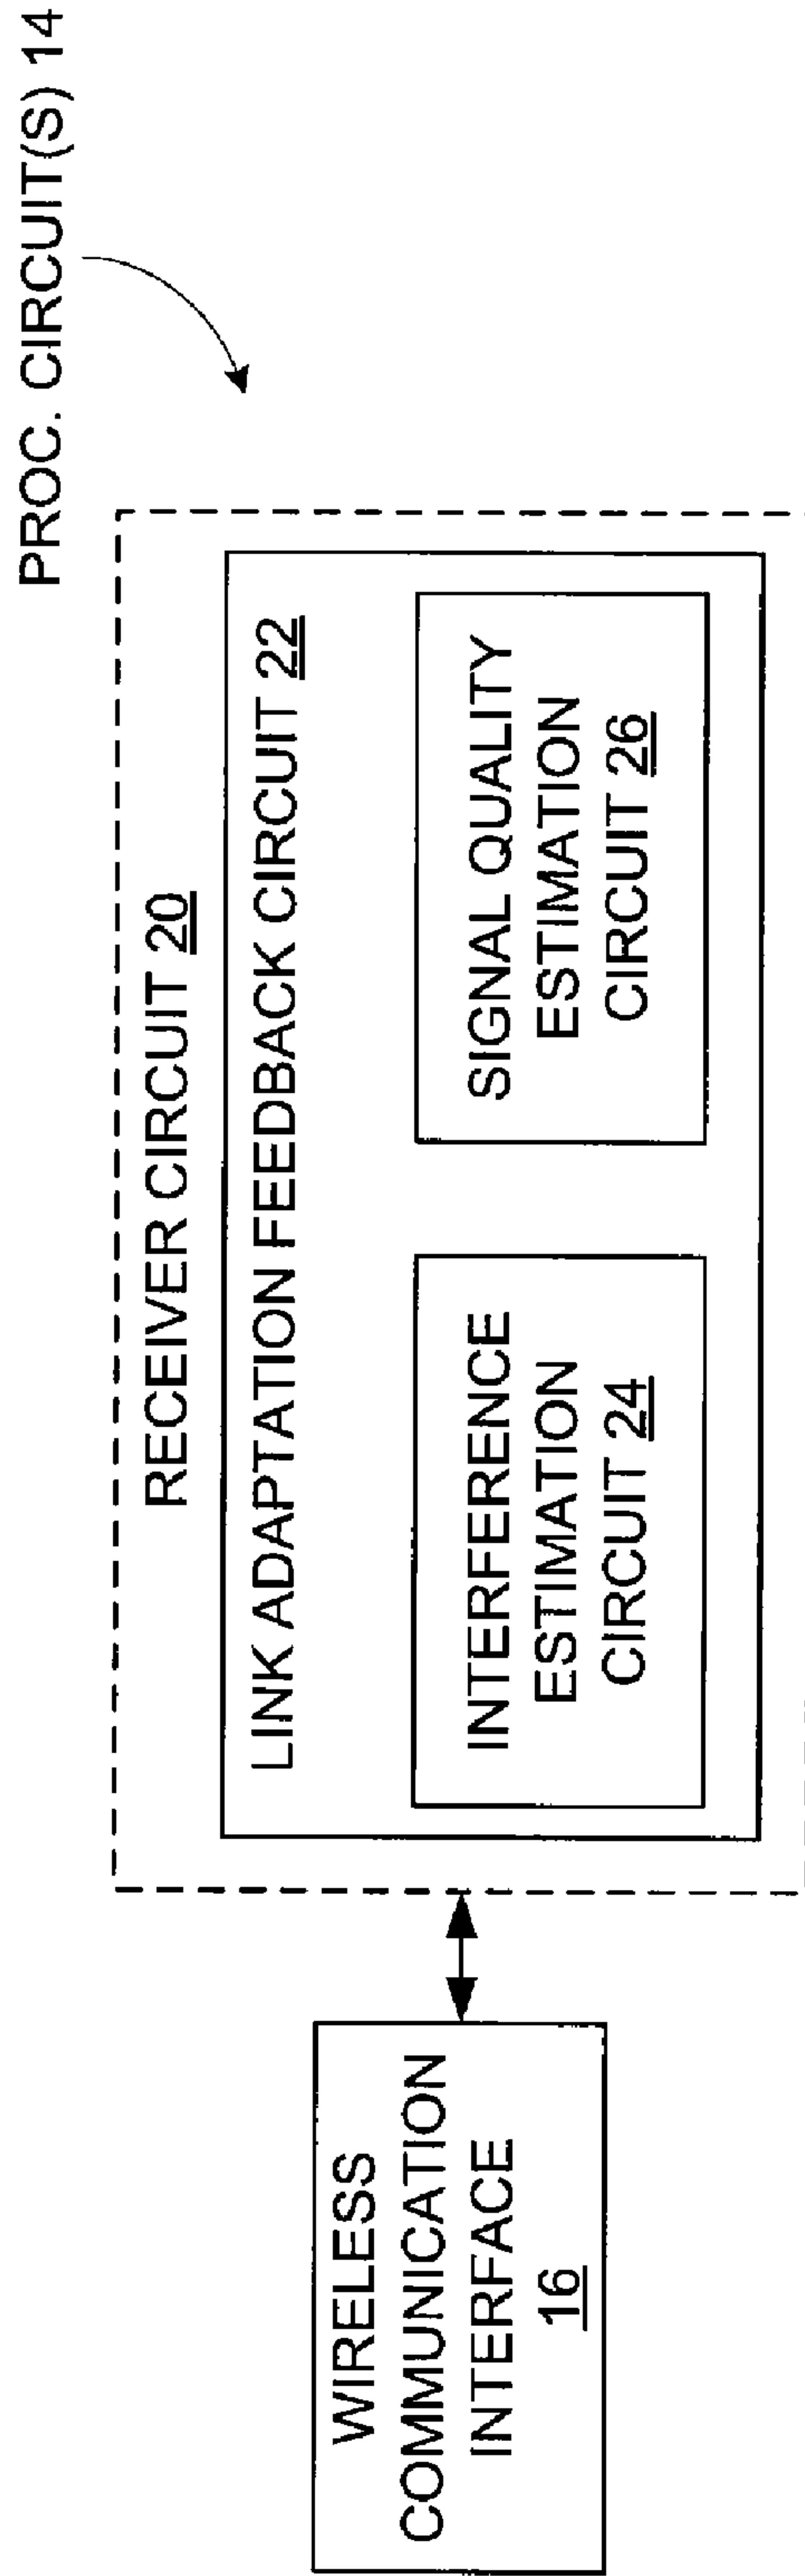 PROC. CIRCUIT(S) 14
RECEIVER CIRCUIT 20
LINK ADAPTATION FEEDBACK CIRCUIT 22
WIRELESS
COMMUNICATION
INTERFACE
16
INTERFERENCE
ESTIMATION
CIRCUIT 24
SIGNAL QUALITY
ESTIMATION
CIRCUIT 26